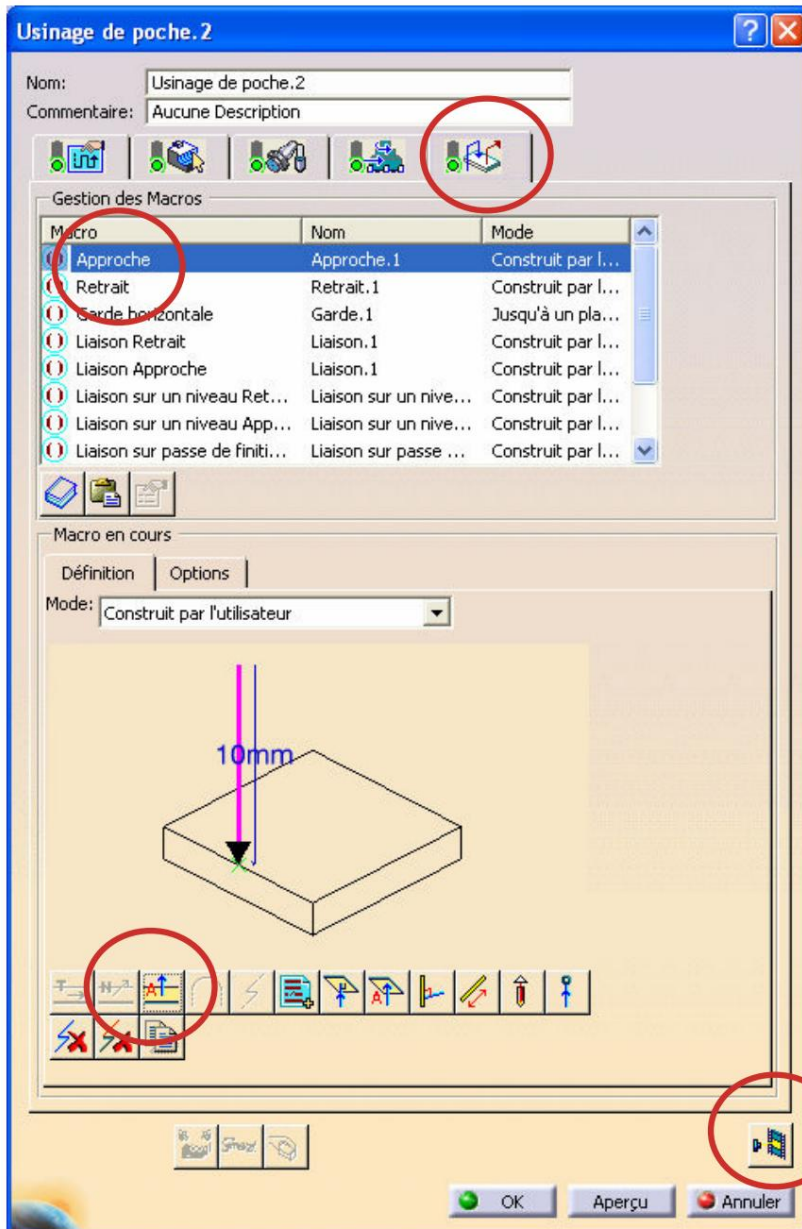 Usinage de poche.2
Nom: Usinage de poche.2
Commentaire: Aucune Description
Gestion des Macros
Macro Nom Mode
Approche Approche.1 Construit par l...
Retrait Retrait.1 Construit par l...
Garde horizontale Garde.1 Jusqu'à un pla...
Liaison Retrait Liaison.1 Construit par l...
Liaison Approche Liaison.1 Construit par l...
Liaison sur un niveau Ret... Liaison sur un nive... Construit par l...
Liaison sur un niveau App... Liaison sur un nive... Construit par l...
Liaison sur passe de finiti... Liaison sur passe ... Construit par l...
Macro en cours
Définition Options
Mode: Construit par l'utilisateur
10mm
OK Aperçu Annuler